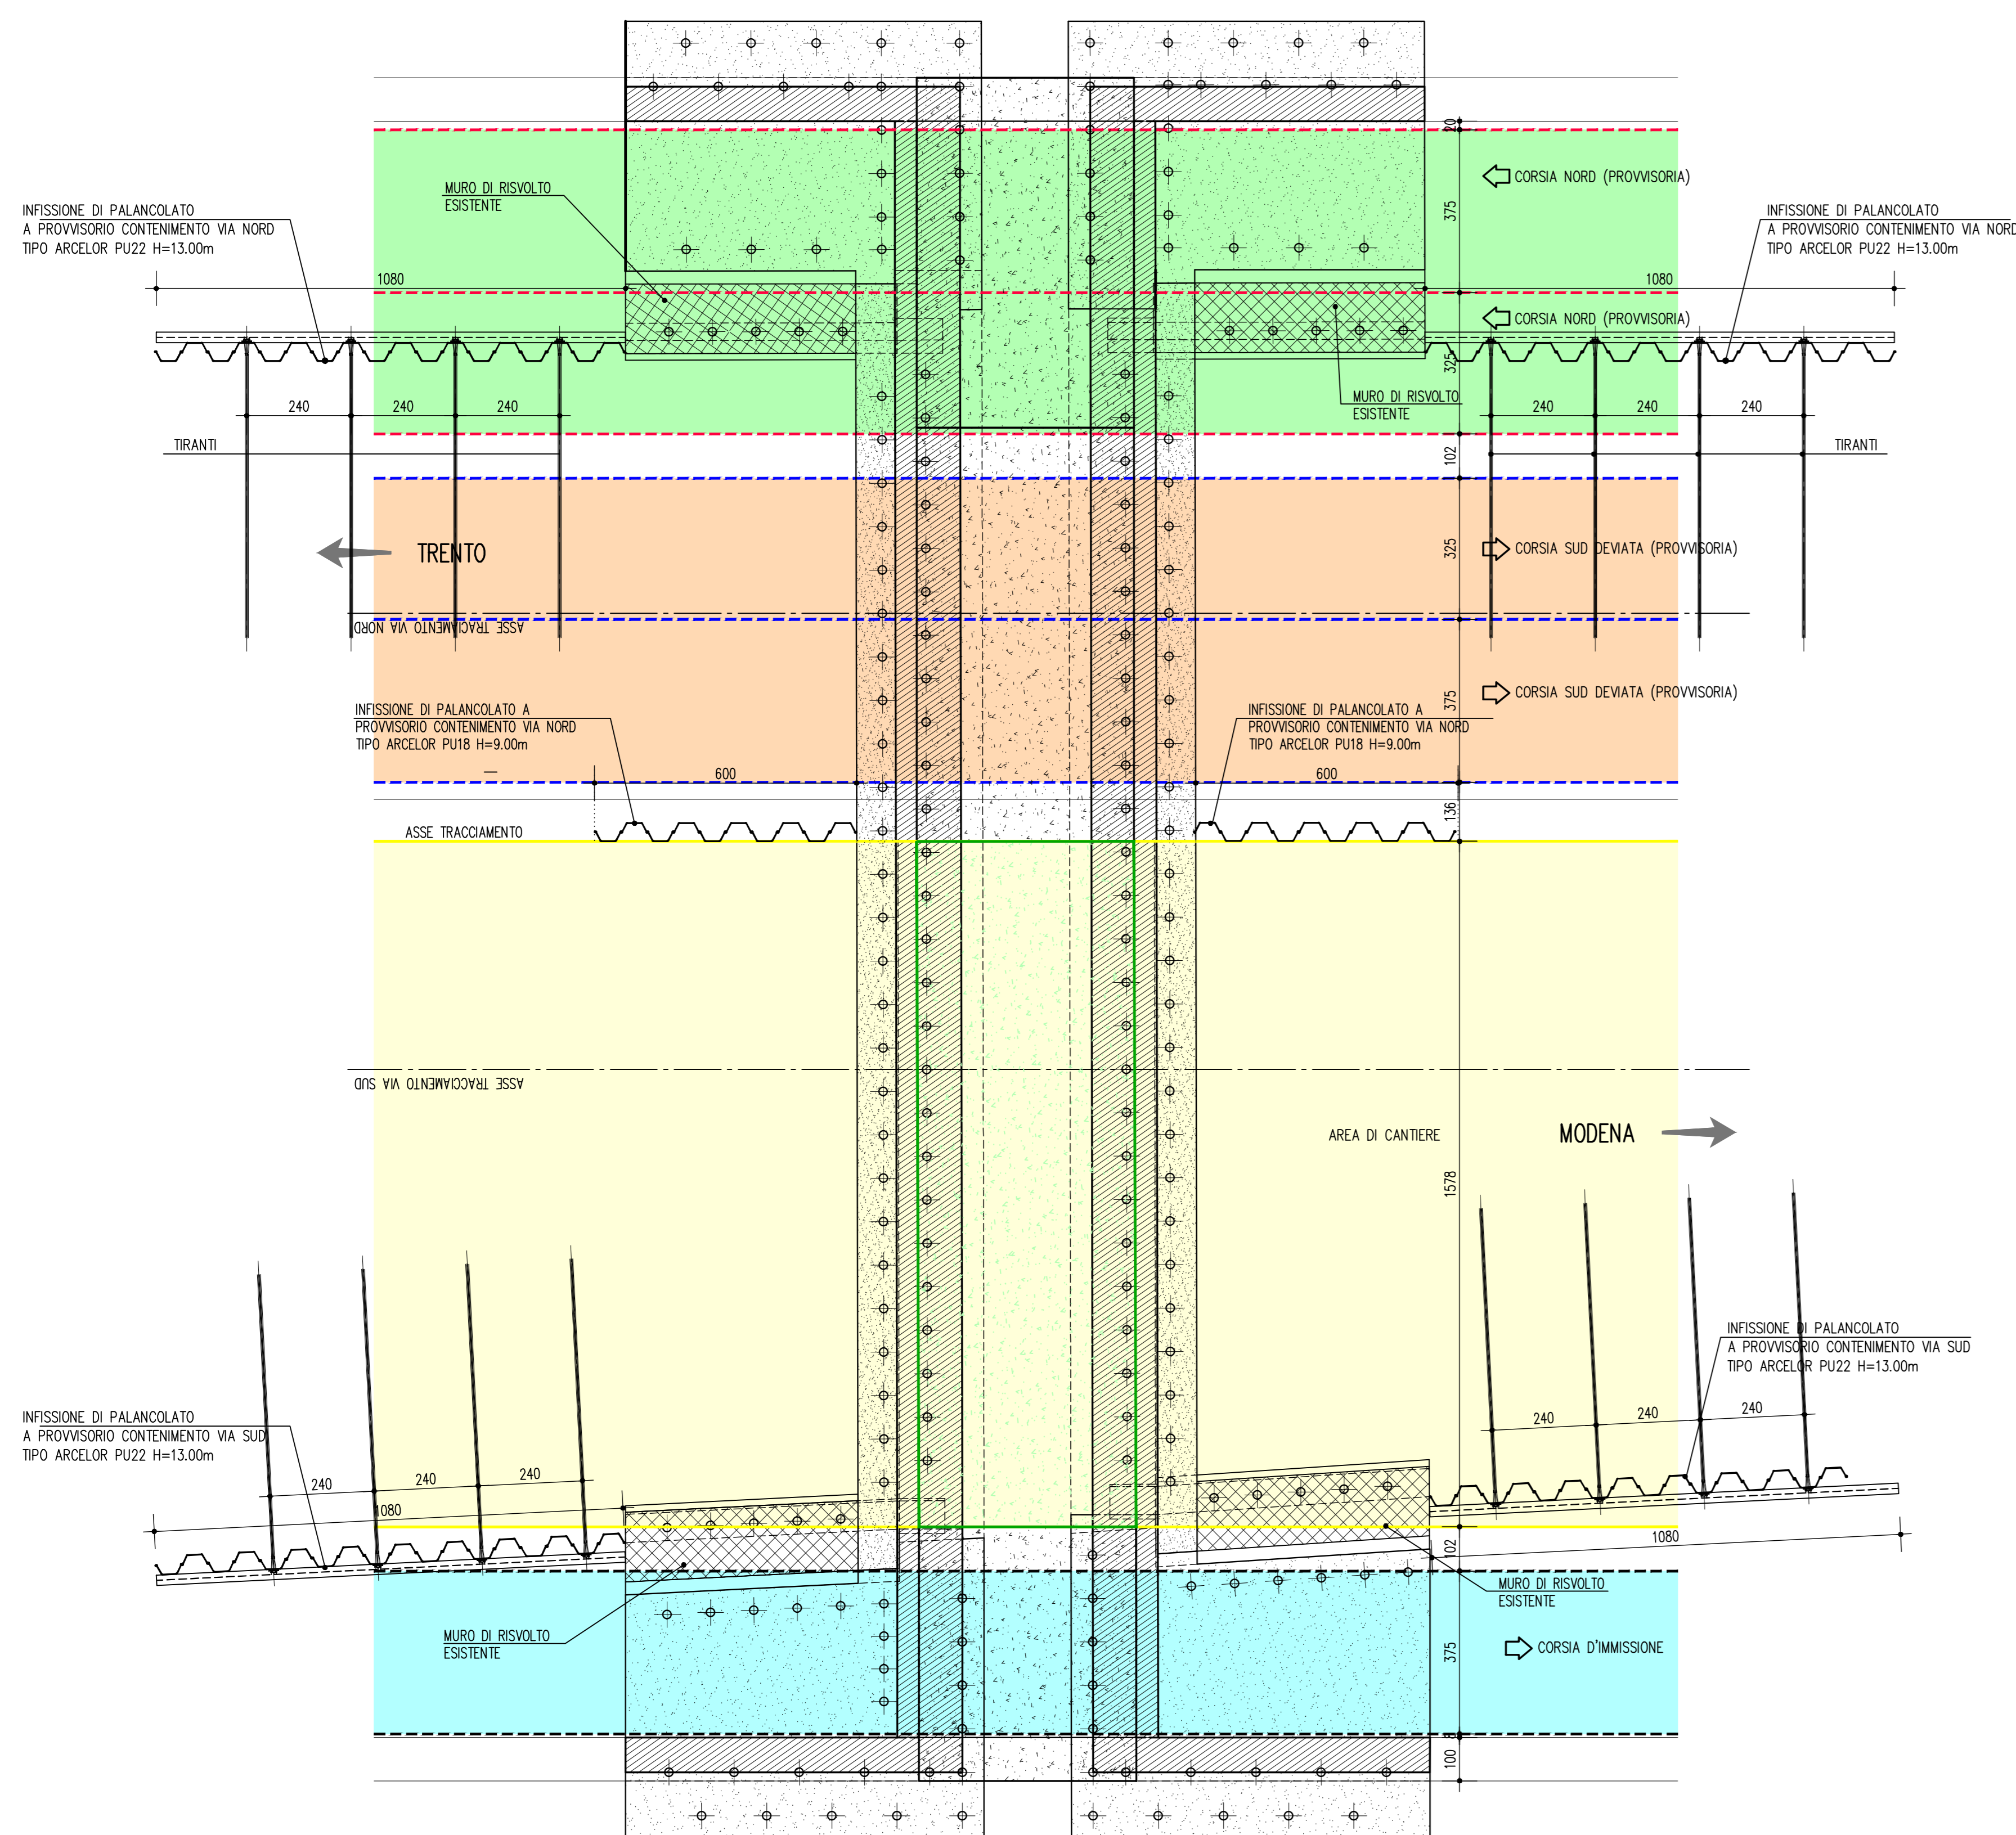 20
CORSIA NORD (PROVVISORIA)
375
MURO DI RISVOLTO
ESISTENTE
INFISSIONE DI PALANCOLATO
A PROVVISORIO CONTENIMENTO VIA NORD
TIPO ARCELOR PU22 H=13.00m
INFISSIONE DI PALANCOLATO
A PROVVISORIO CONTENIMENTO VIA NORD
TIPO ARCELOR PU22 H=13.00m
1080
1080
CORSIA NORD (PROVVISORIA)
325
MURO DI RISVOLTO
ESISTENTE
240
240
240
240
240
240
TIRANTI
TIRANTI
102
TRENTO
325
CORSIA SUD DEVIATA (PROVVISORIA)
ASSE TRACCIAMENTO VIA NORD
375
CORSIA SUD DEVIATA (PROVVISORIA)
INFISSIONE DI PALANCOLATO A
PROVVISORIO CONTENIMENTO VIA NORD
TIPO ARCELOR PU18 H=9.00m
INFISSIONE DI PALANCOLATO A
PROVVISORIO CONTENIMENTO VIA NORD
TIPO ARCELOR PU18 H=9.00m
600
600
136
ASSE TRACCIAMENTO
ASSE TRACCIAMENTO VIA SUD
AREA DI CANTIERE
MODENA
1578
INFISSIONE DI PALANCOLATO
A PROVVISORIO CONTENIMENTO VIA SUD
TIPO ARCELOR PU22 H=13.00m
INFISSIONE DI PALANCOLATO
A PROVVISORIO CONTENIMENTO VIA SUD
TIPO ARCELOR PU22 H=13.00m
240
240
240
240
240
240
1080
1080
102
MURO DI RISVOLTO
ESISTENTE
MURO DI RISVOLTO
ESISTENTE
375
CORSIA D'IMMISSIONE
8
100